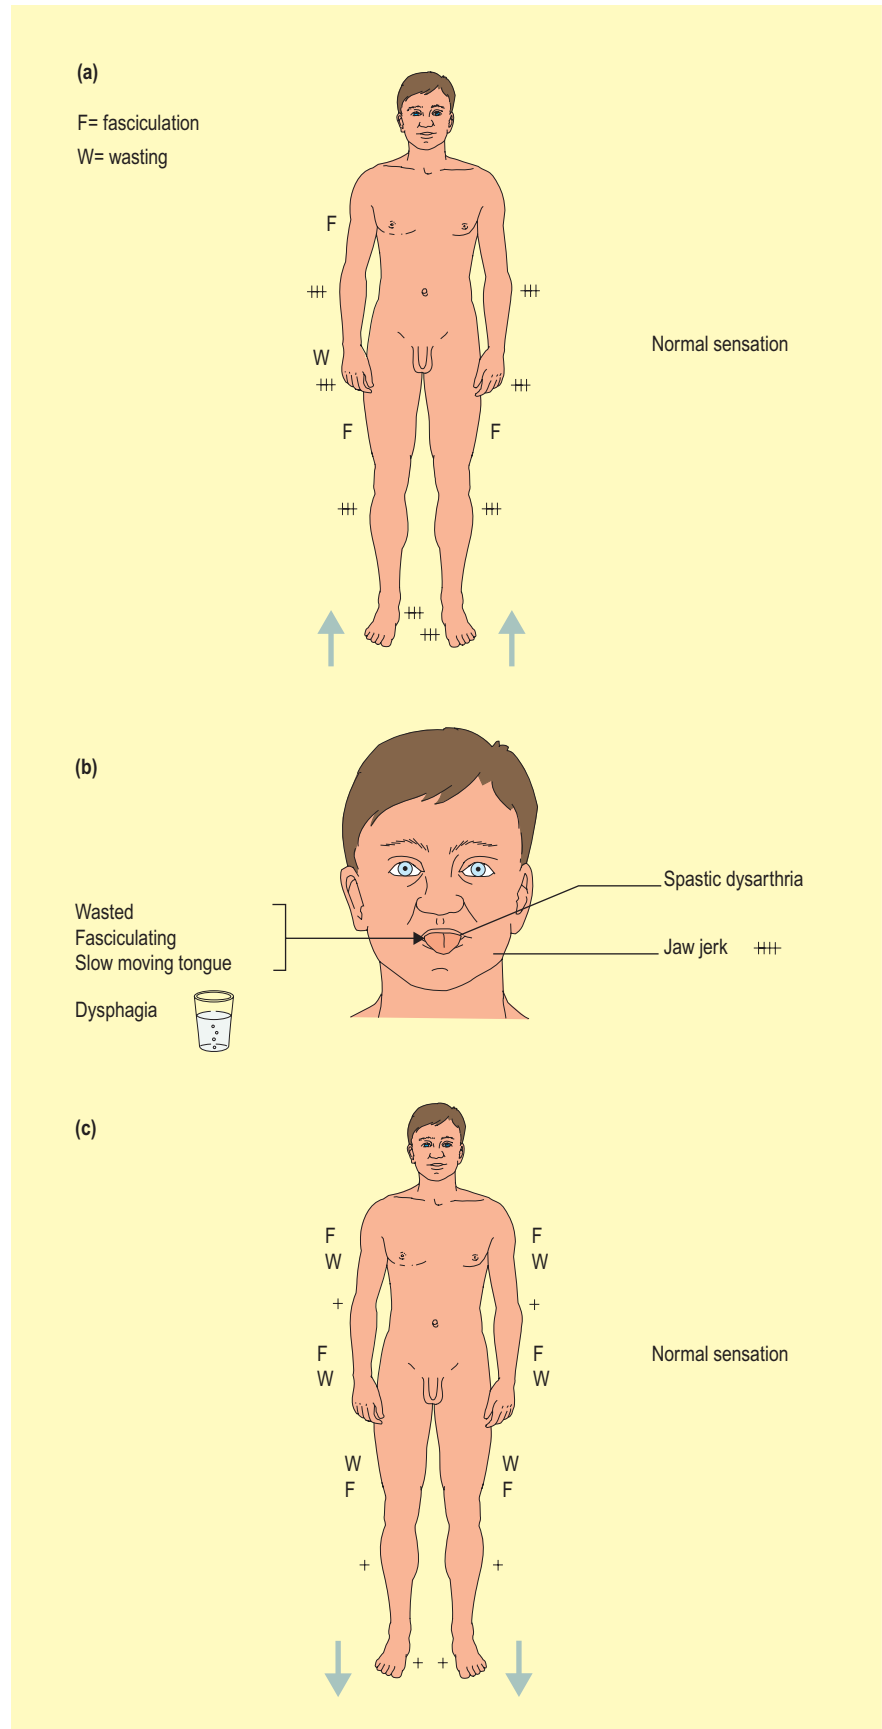 (a)
F= fasciculation
W= wasting
F
+++
+++
Normal sensation
W
+++
+++
F
F
+++
+++
+++
+++
(b)
Spastic dysarthria
Wasted
Fasciculating
Slow moving tongue
Jaw jerk +++
Dysphagia
(c)
F
F
W
W
+
+
F
F
Normal sensation
W
W
W
W
F
F
+
+
+ +